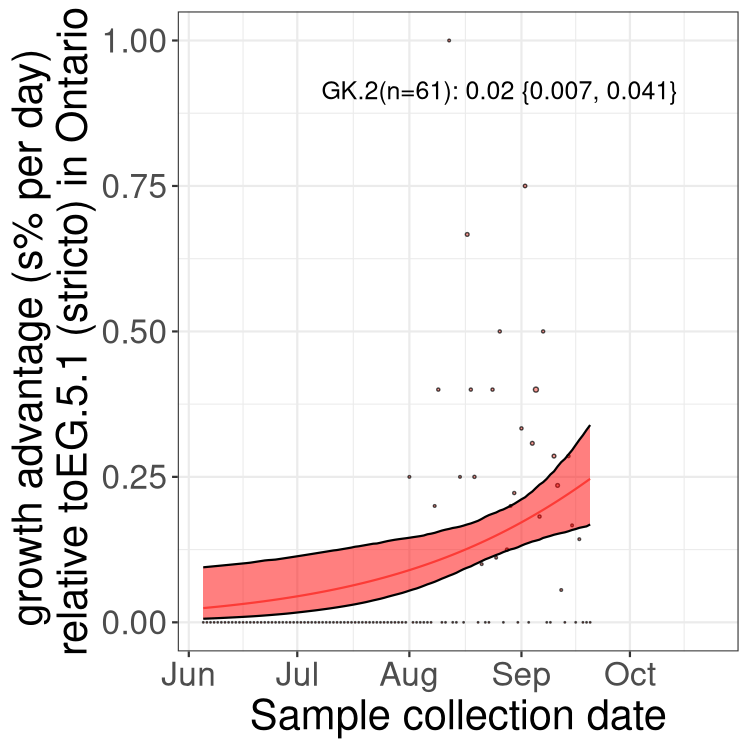 growth advantage (s% per day)
relative toEG.5.1 (stricto) in Ontario
1.00
0.75
0.50
0.25
0.00
GK.2(n=61): 0.02 {0.007, 0.041}
Jun Jul Aug Sep Oct
Sample collection date